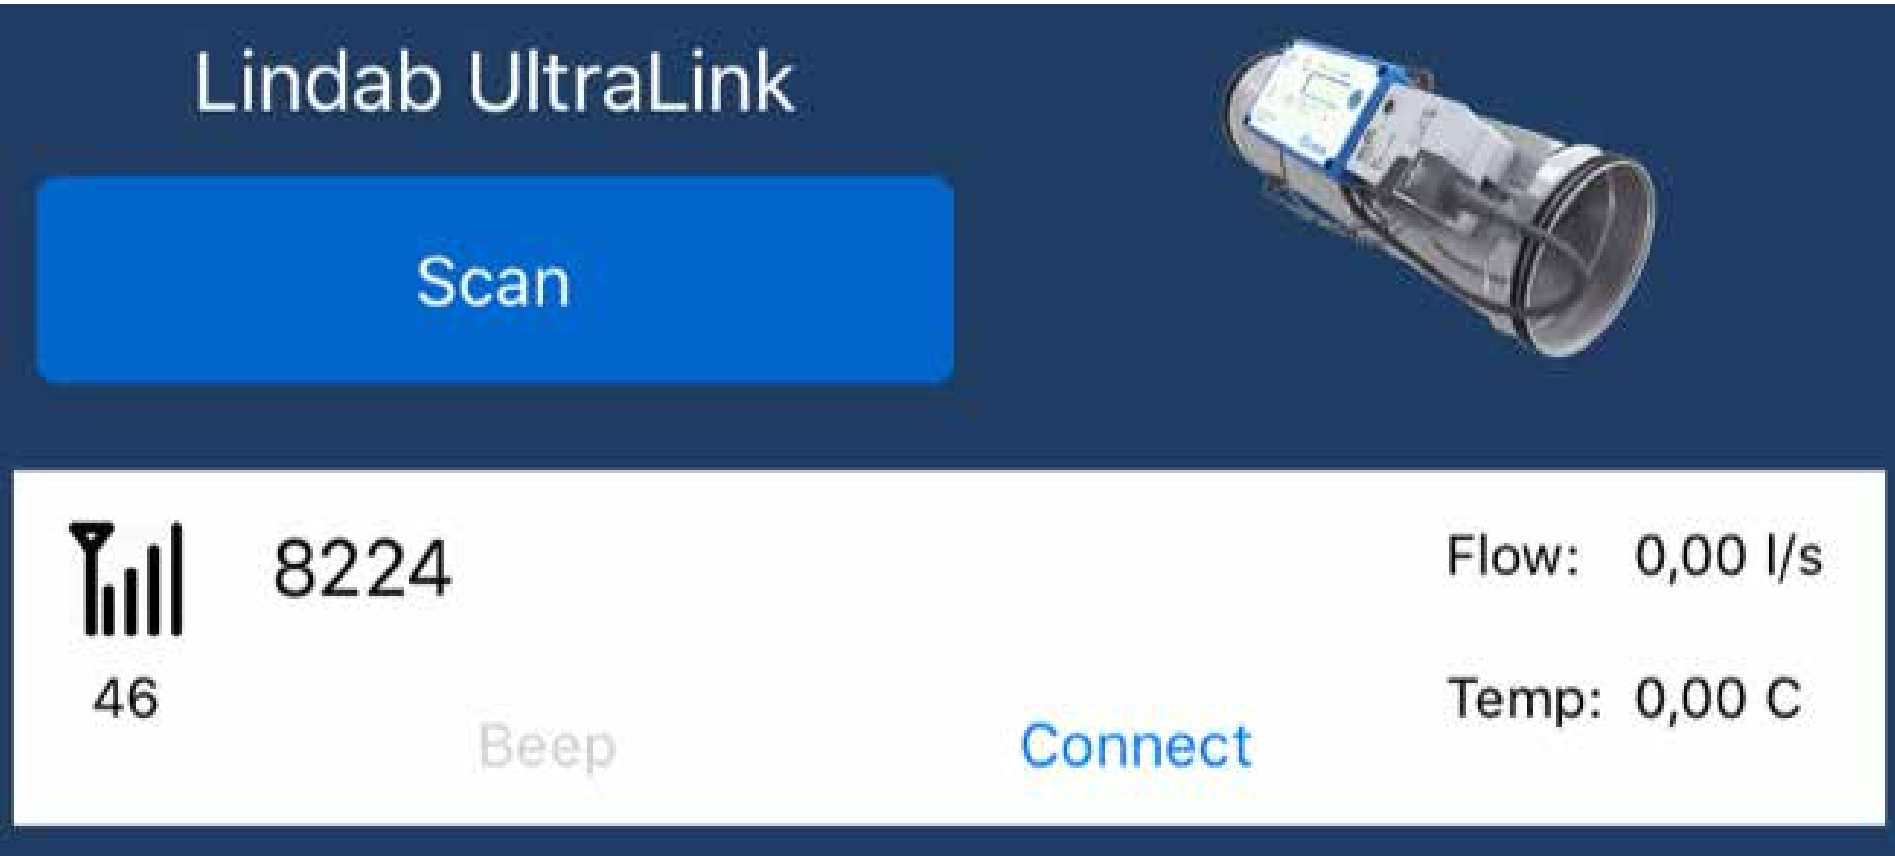 Lindab UltraLink
Scan
8224
Flow: 0,00 l/s
46
Temp: 0,00 C
Beep
Connect